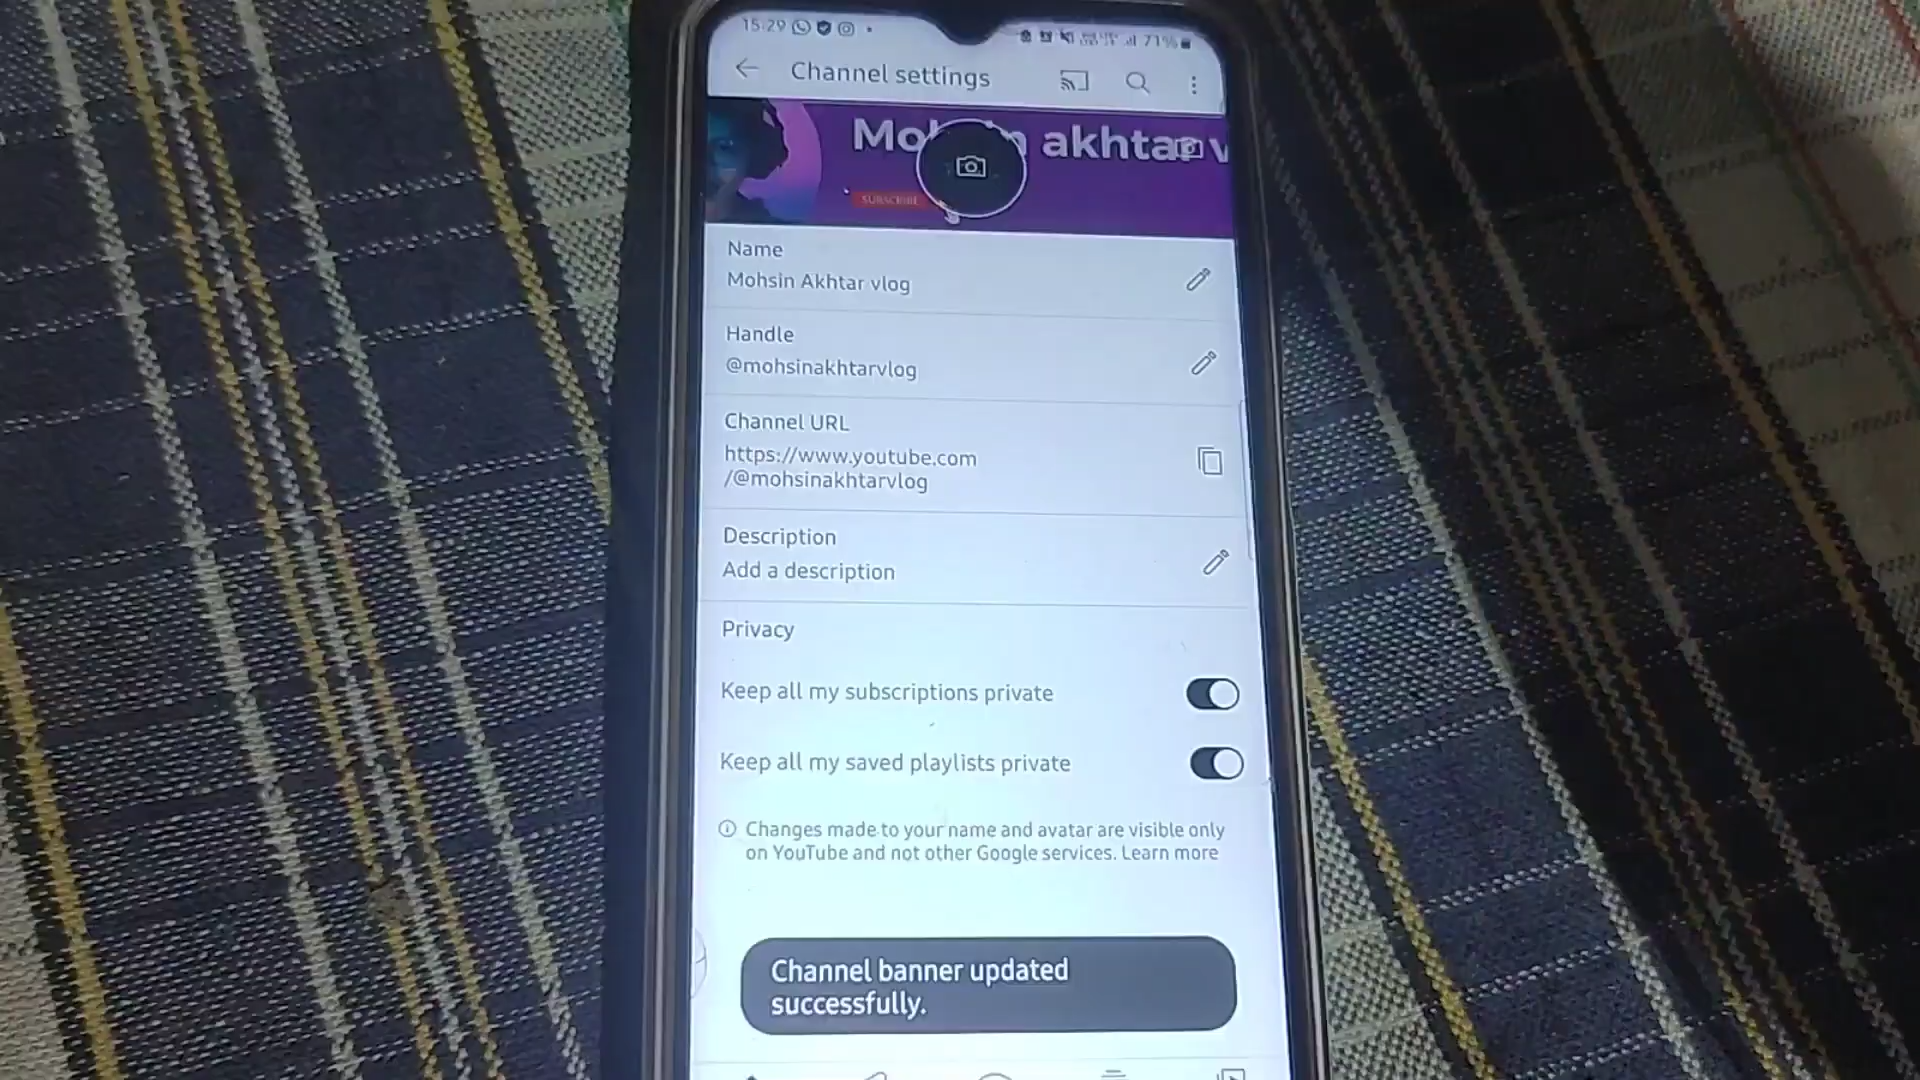 15:29
71%
Channel settings
akhtar v
SUBSCRIBE
Name
Mohsin Akhtar vlog
Handle
@mohsinakhtarvlog
Channel URL
https://www.youtube.com
/@mohsinakhtarvlog
Description
Add a description
Privacy
Keep all my subscriptions private
Keep all my saved playlists private
Changes made to your name and avatar are visible only
on YouTube and not other Google services. Learn more
Channel banner updated
successfully.